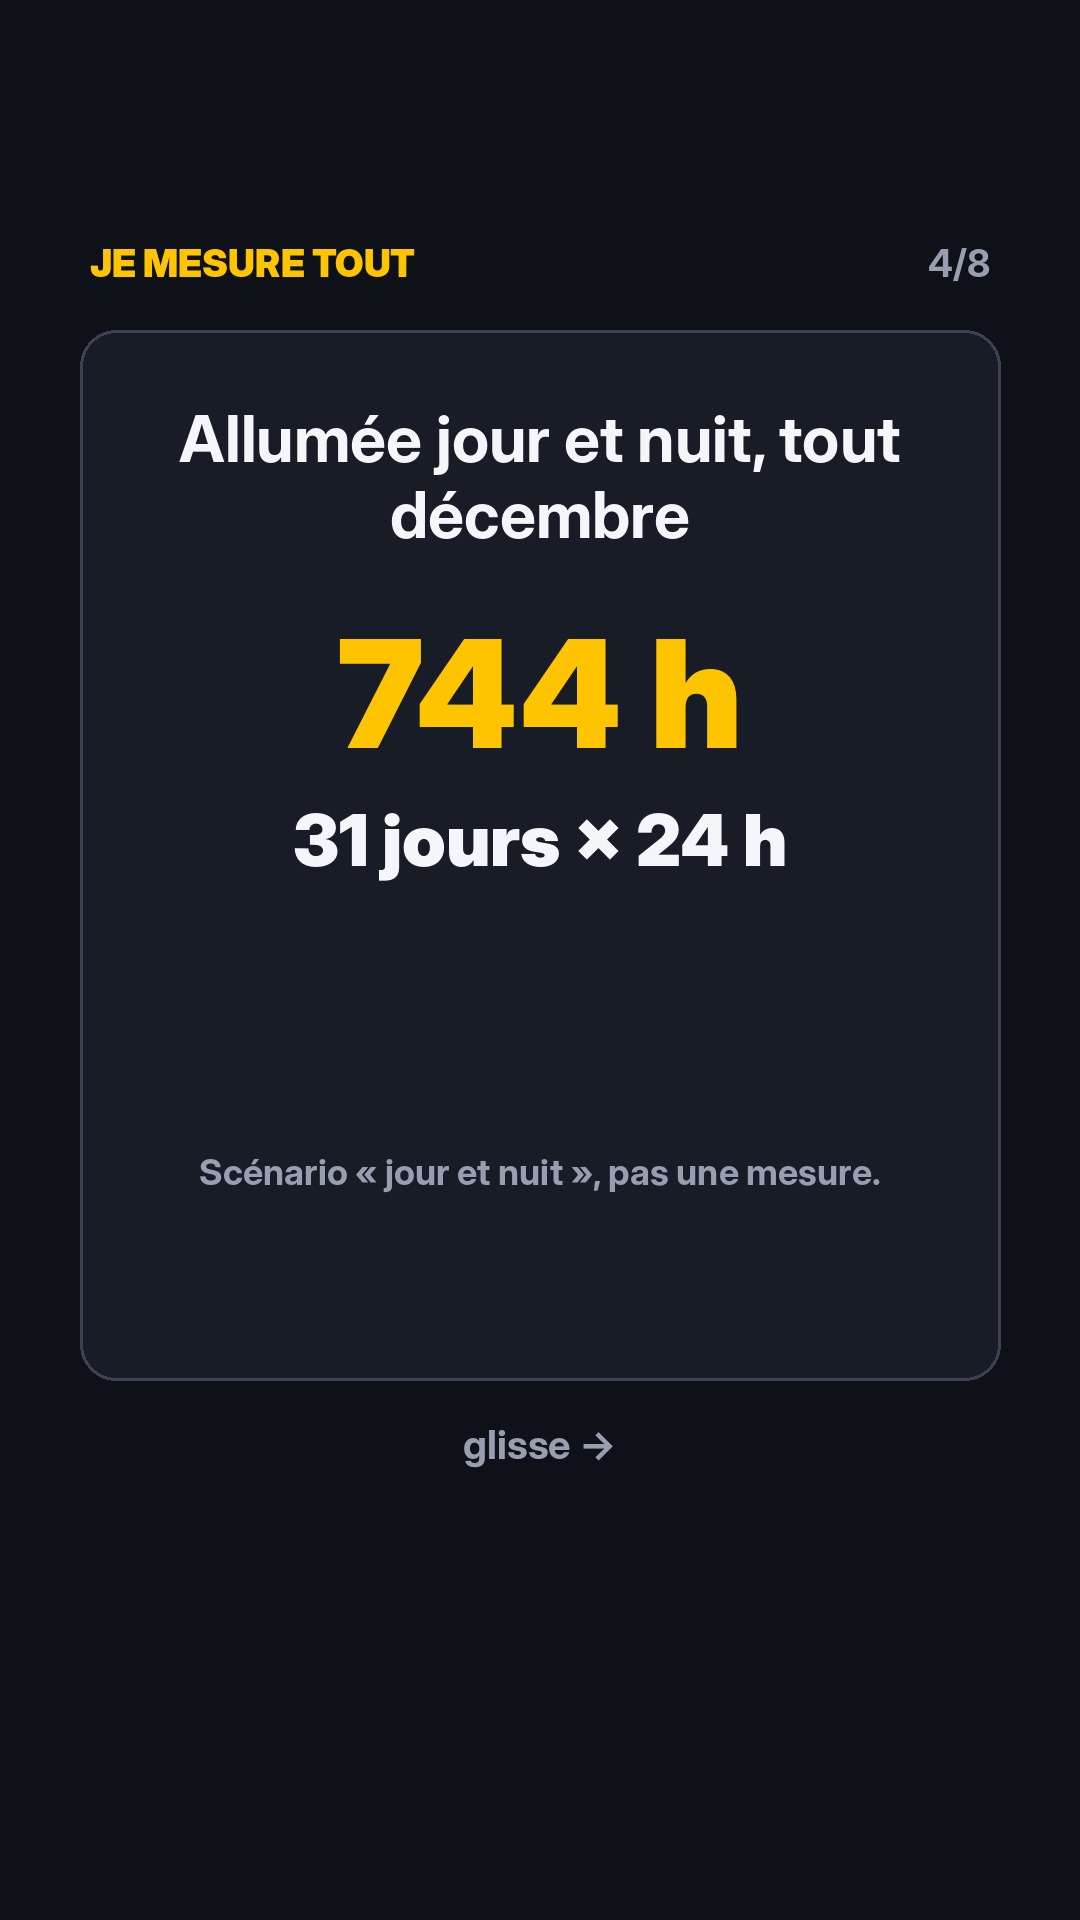 JE MESURE TOUT
4/8
Allumée jour et nuit, tout
décembre
744 h
31 jours × 24 h
Scénario « jour et nuit », pas une mesure.
glisse →